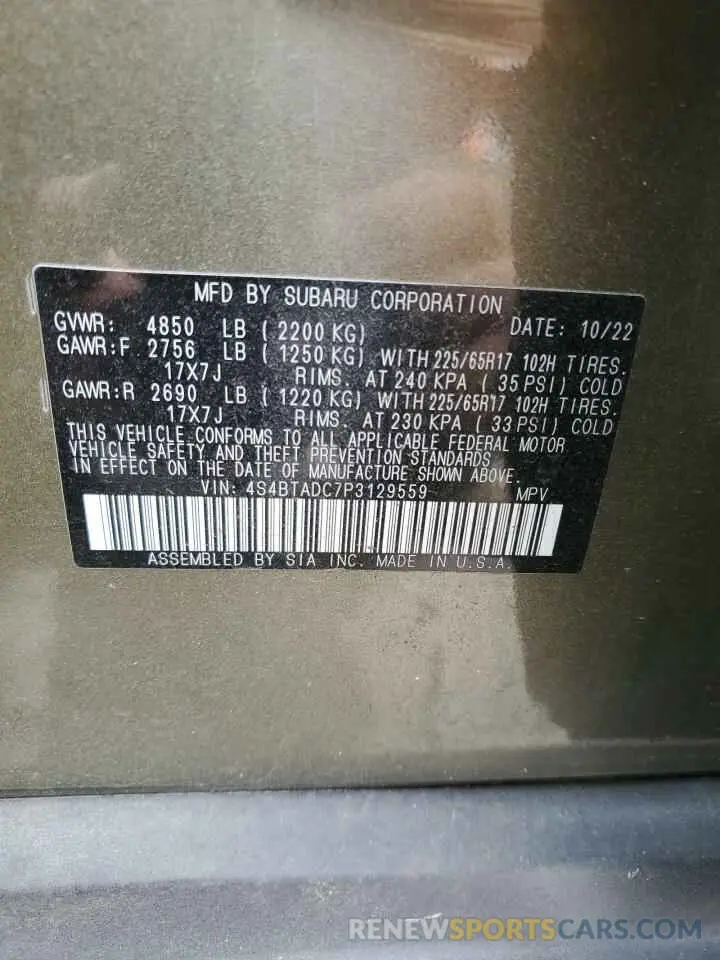 MFD BY SUBARU CORPORATION
GVWR: 4850 LB ( 2200 KG) DATE: 10/22
GAWR:F 2756 LB ( 1250 KG) WITH 225/65R17 102H TIRES.
17X7J RIMS. AT 240 KPA ( 35 PSI) COLD
GAWR:R 2690 LB ( 1220 KG) WITH 225/65R17 102H TIRES.
17X7J RIMS. AT 230 KPA ( 33 PSI) COLD
THIS VEHICLE CONFORMS TO ALL APPLICABLE FEDERAL MOTOR
VEHICLE SAFETY AND THEFT PREVENTION STANDARDS
IN EFFECT ON THE DATE OF MANUFACTURE SHOWN ABOVE.
VIN: 4S4BTADC7P3129559 MPV
ASSEMBLED BY SIA INC. MADE IN U.S.A.
RENEWSPORTSCARS.COM